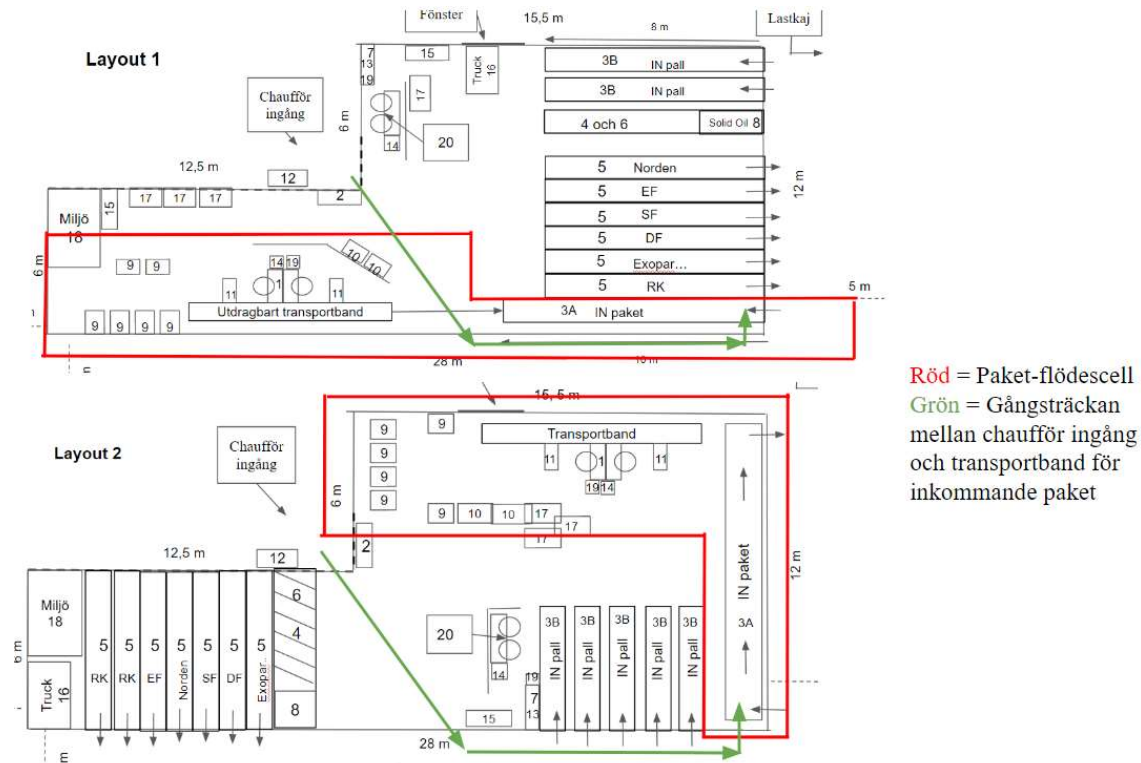 Fönster
15,5 m
8 m
Lastkaj
Layout 1
7
13
19
15
Truck
16
3B IN pall
3B IN pall
Chaufför
ingång
6 m
17
20
14
4 och 6
Solid Oil 8
12,5 m
12
2
5 Norden
5 EF
5 SF
5 DF
5 Exopar...
5 RK
12 m
Miljö
18
15
17
17
17
6 m
9
9
14
19
1
10
10
11
11
5 m
Utdragbart transportband
3A IN paket
9
9
9
9
28 m
m
Röd = Paket-flödescell
Grön = Gångsträckan
mellan chaufför ingång
och transportband för
inkommande paket
15, 5 m
Layout 2
Chaufför
ingång
9
9
9
9
9
Transportband
11
1
11
19
14
6 m
9
10
10
17
17
17
2
12,5 m
12
12 m
IN paket
3A
Miljö
18
Truck
16
5 RK
5 RK
5 EF
5 Norden
5 SF
5 DF
5 Exopar...
6
4
8
20
14
19
7
13
15
3B IN pall
3B IN pall
3B IN pall
3B IN pall
3B IN pall
28 m
m